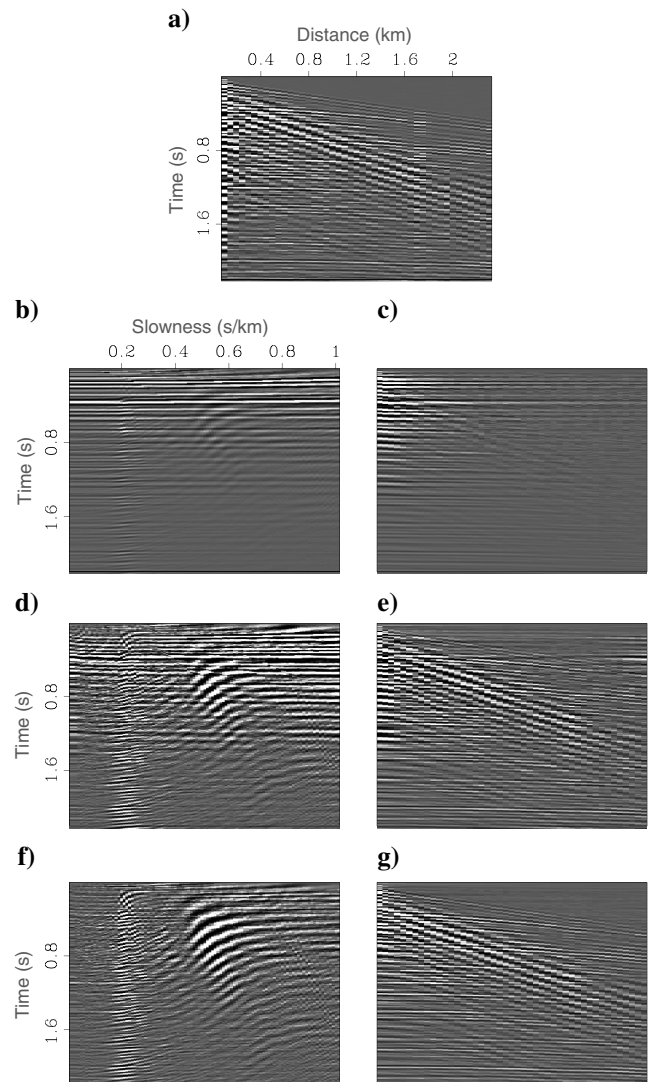 a)
Distance (km)
0.4 0.8 1.2 1.6 2
Time (s)
0.8
1.6
b)
c)
Slowness (s/km)
0.2 0.4 0.6 0.8 1
Time (s)
0.8
1.6
d)
e)
Time (s)
0.8
1.6
f)
g)
Time (s)
0.8
1.6